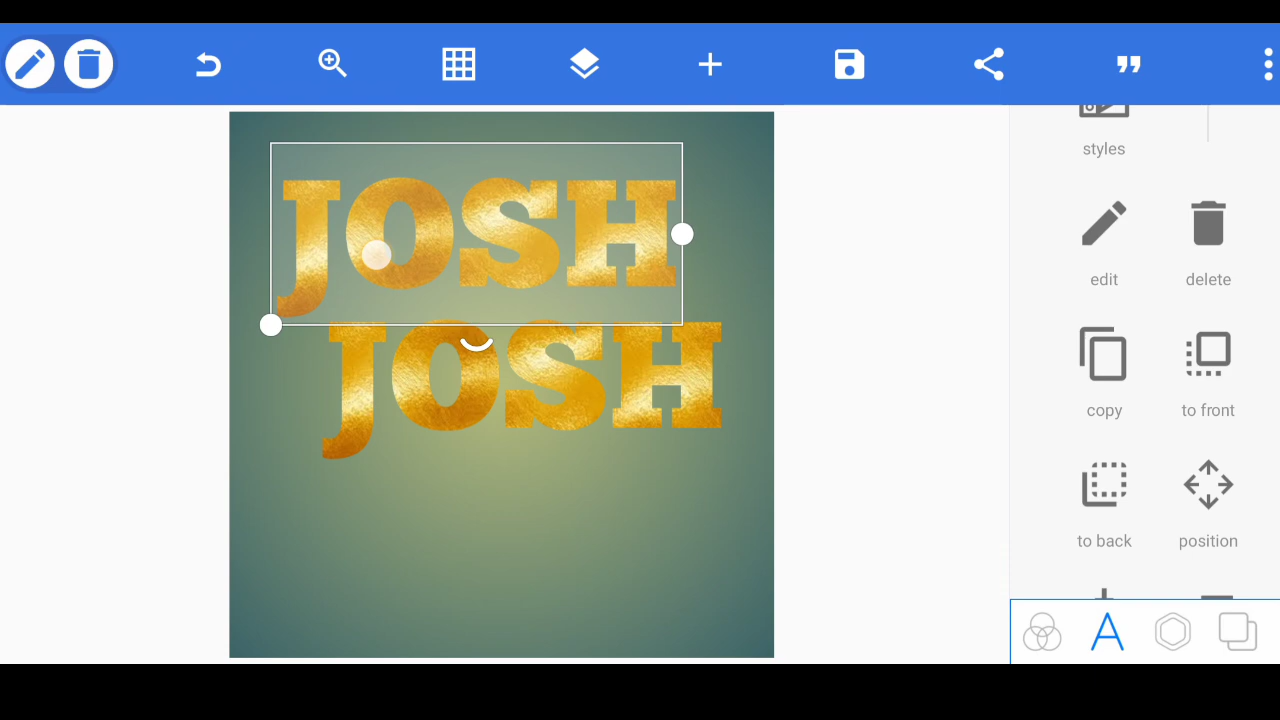 styles
JOSH
edit
delete
JOSH
copy
to front
to back
position